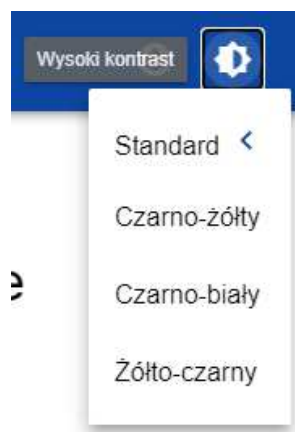 Wysoki kontrast
Standard
Czarno-żółty
e
Czarno-biały
Żółto-czarny